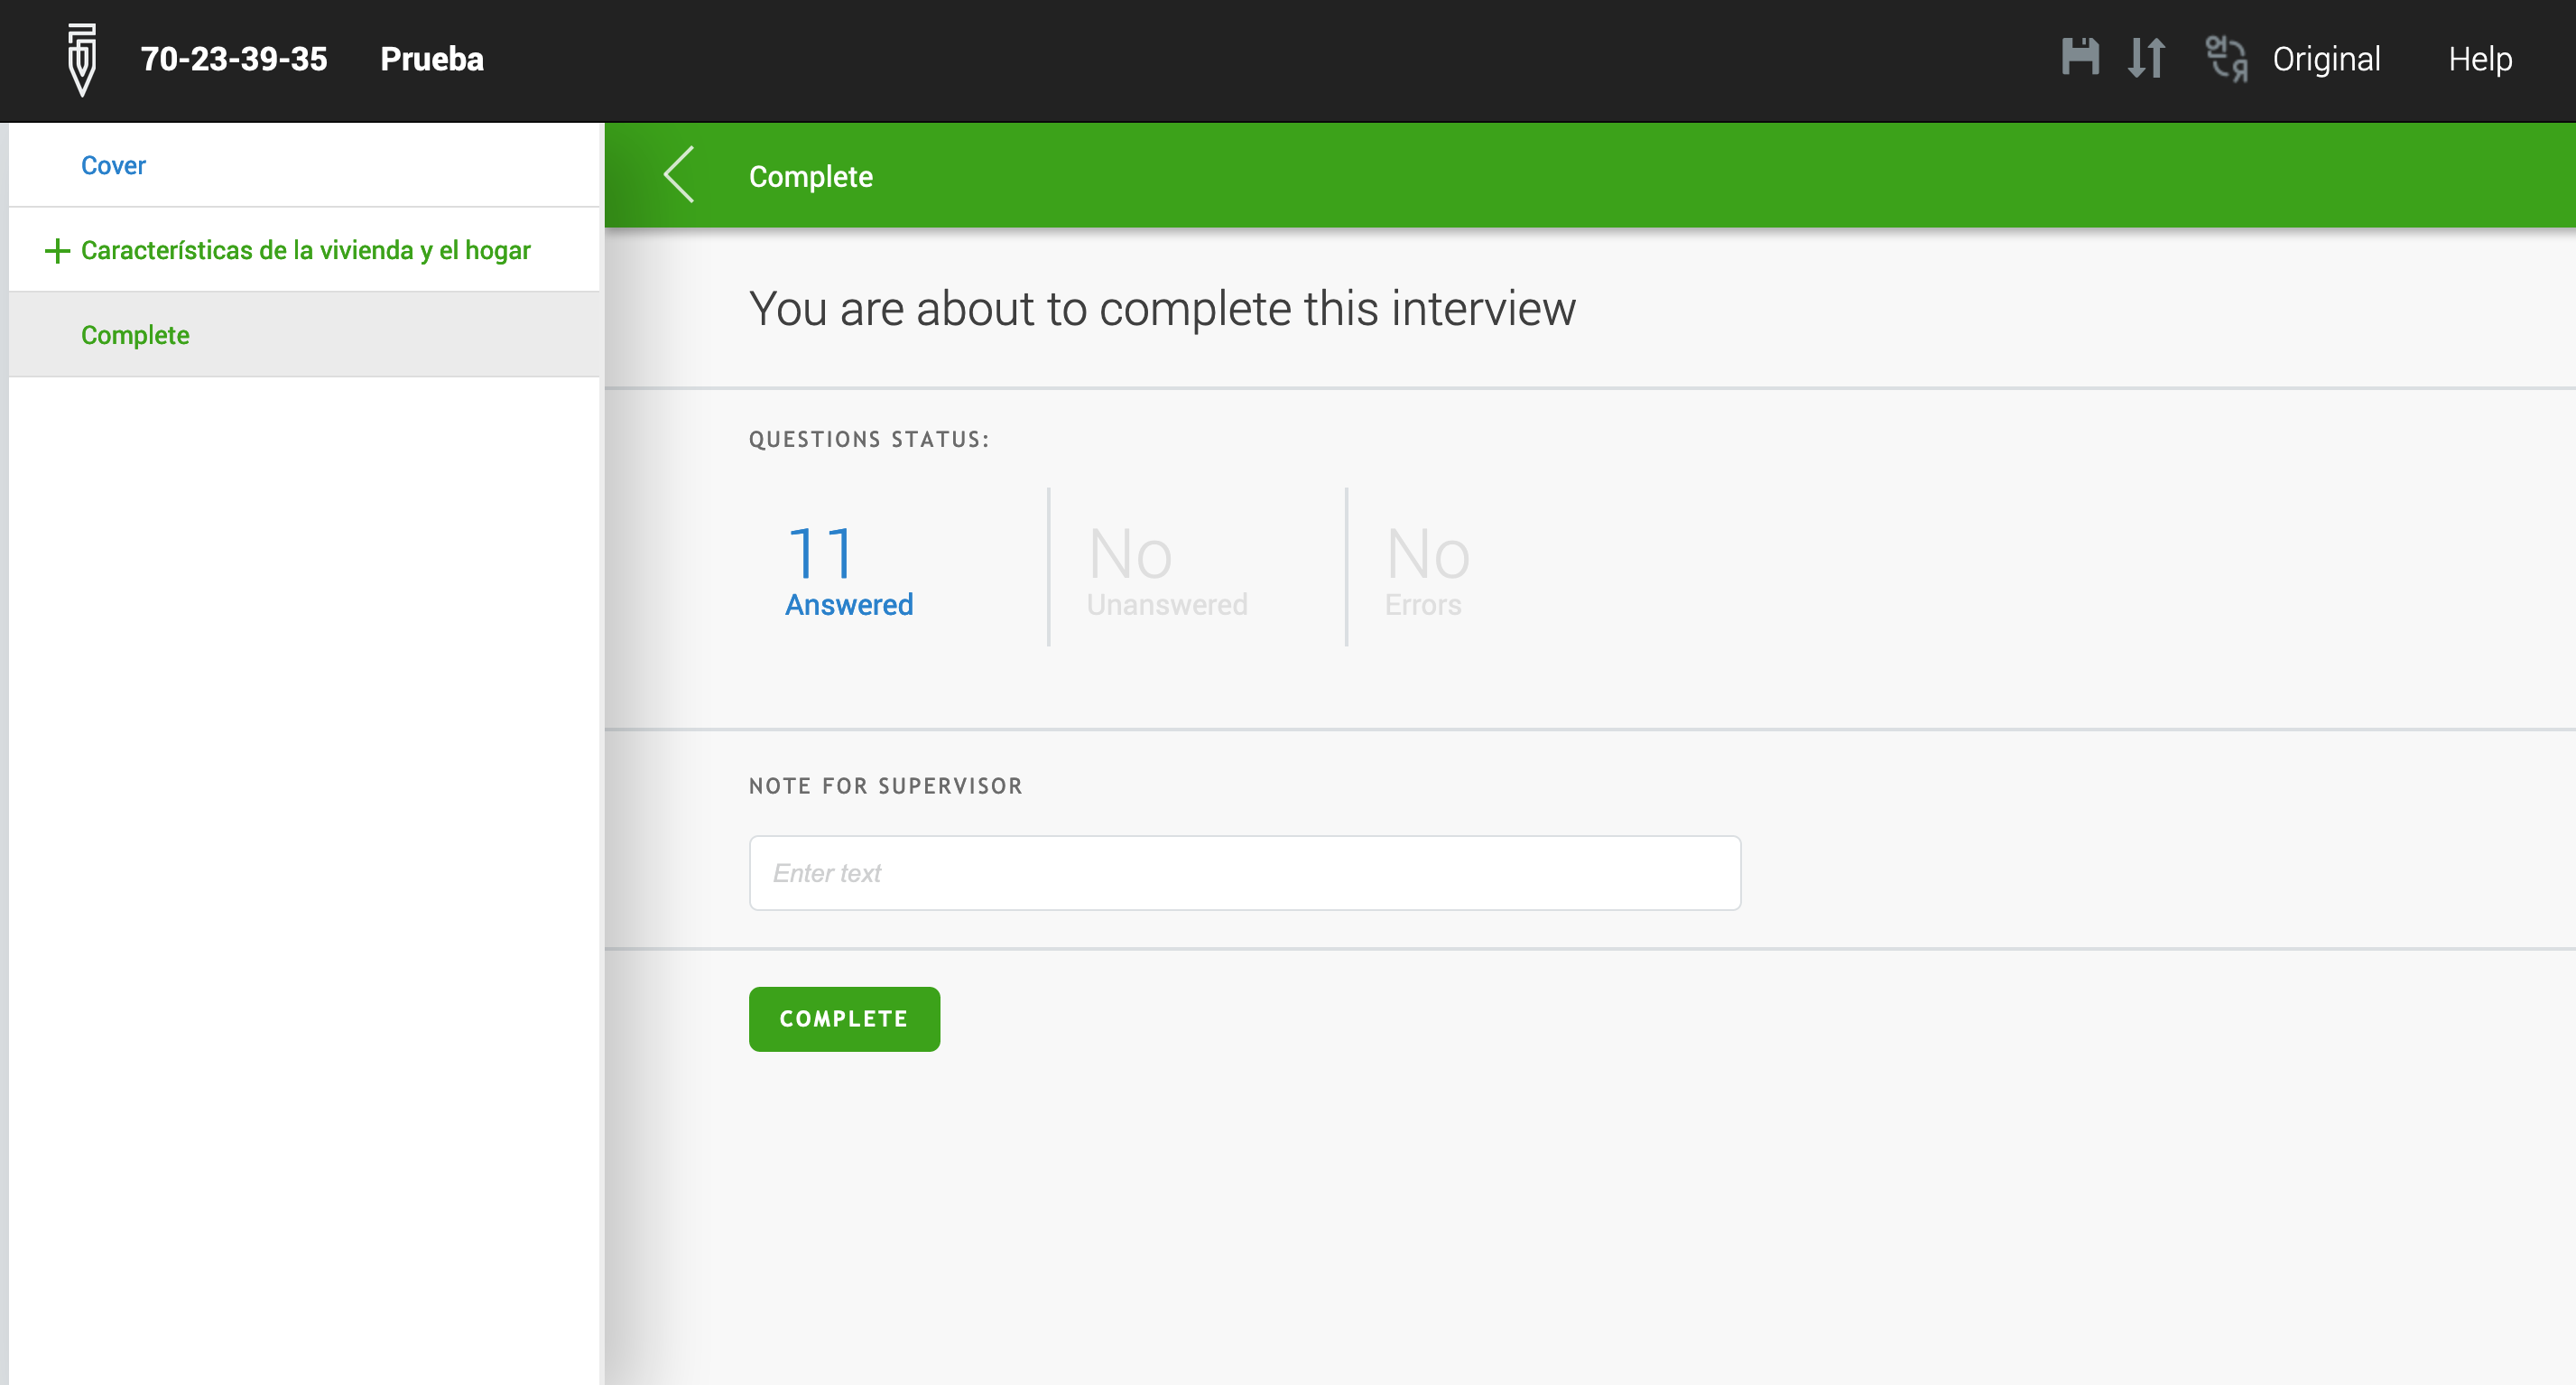 70-23-39-35 Prueba Original Help
Cover
Características de la vivienda y el hogar
Complete
Complete
You are about to complete this interview
QUESTIONS STATUS:
11 No No
Answered Unanswered Errors
NOTE FOR SUPERVISOR
Enter text
COMPLETE